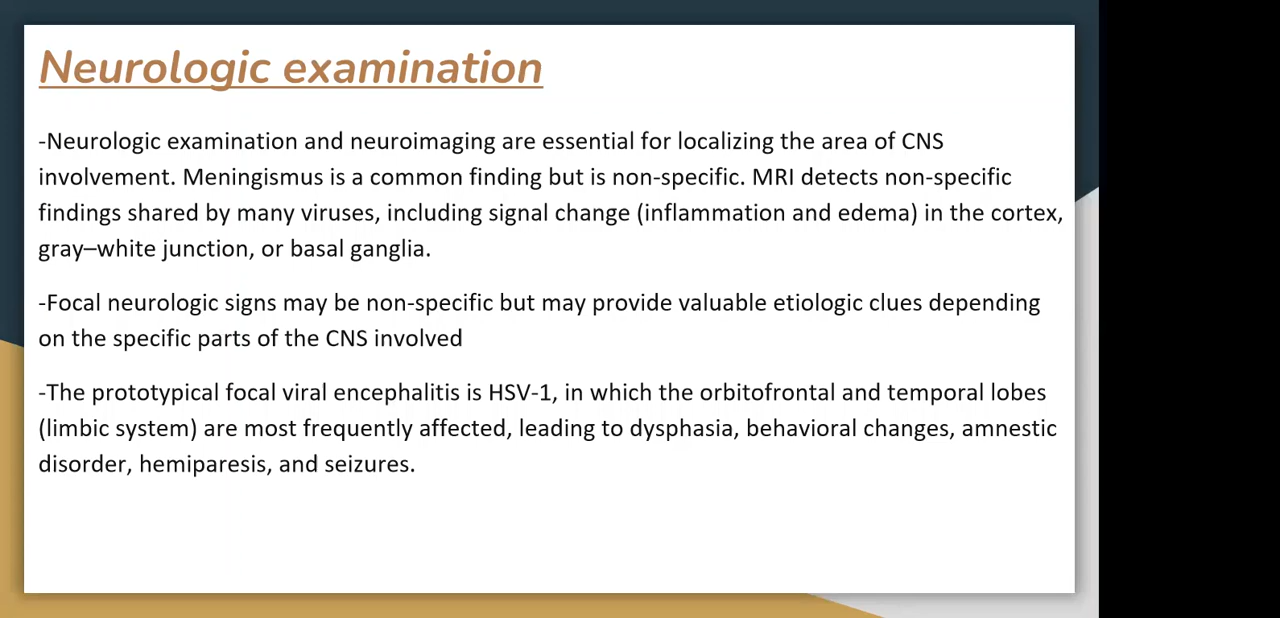 Neurologic examination
-Neurologic examination and neuroimaging are essential for localizing the area of CNS
involvement. Meningismus is a common finding but is non-specific. MRI detects non-specific
findings shared by many viruses, including signal change (inflammation and edema) in the cortex,
gray–white junction, or basal ganglia.
-Focal neurologic signs may be non-specific but may provide valuable etiologic clues depending
on the specific parts of the CNS involved
-The prototypical focal viral encephalitis is HSV-1, in which the orbitofrontal and temporal lobes
(limbic system) are most frequently affected, leading to dysphasia, behavioral changes, amnestic
disorder, hemiparesis, and seizures.